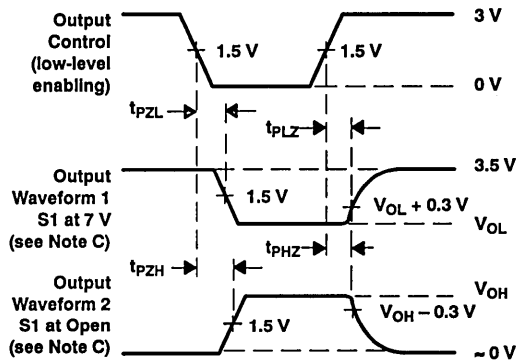 Output
Control
(low-level
enabling)
1.5 V
1.5 V
3 V
0 V
tPZL
tPLZ
Output
Waveform 1
S1 at 7 V
(see Note C)
1.5 V
3.5 V
VOL + 0.3 V
VOL
tPZH
tPHZ
Output
Waveform 2
S1 at Open
(see Note C)
1.5 V
VOH
VOH − 0.3 V
≈ 0 V